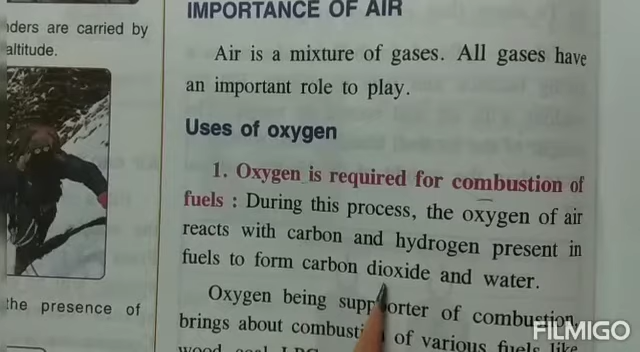 nders are carried by
altitude.
the presence of
IMPORTANCE OF AIR
Air is a mixture of gases. All gases have
an important role to play.
Uses of oxygen
1. Oxygen is required for combustion of
fuels : During this process, the oxygen of air
reacts with carbon and hydrogen present in
fuels to form carbon dioxide and water.
Oxygen being supporter of combustion
brings about of various fuels like
wood
FILMIGO